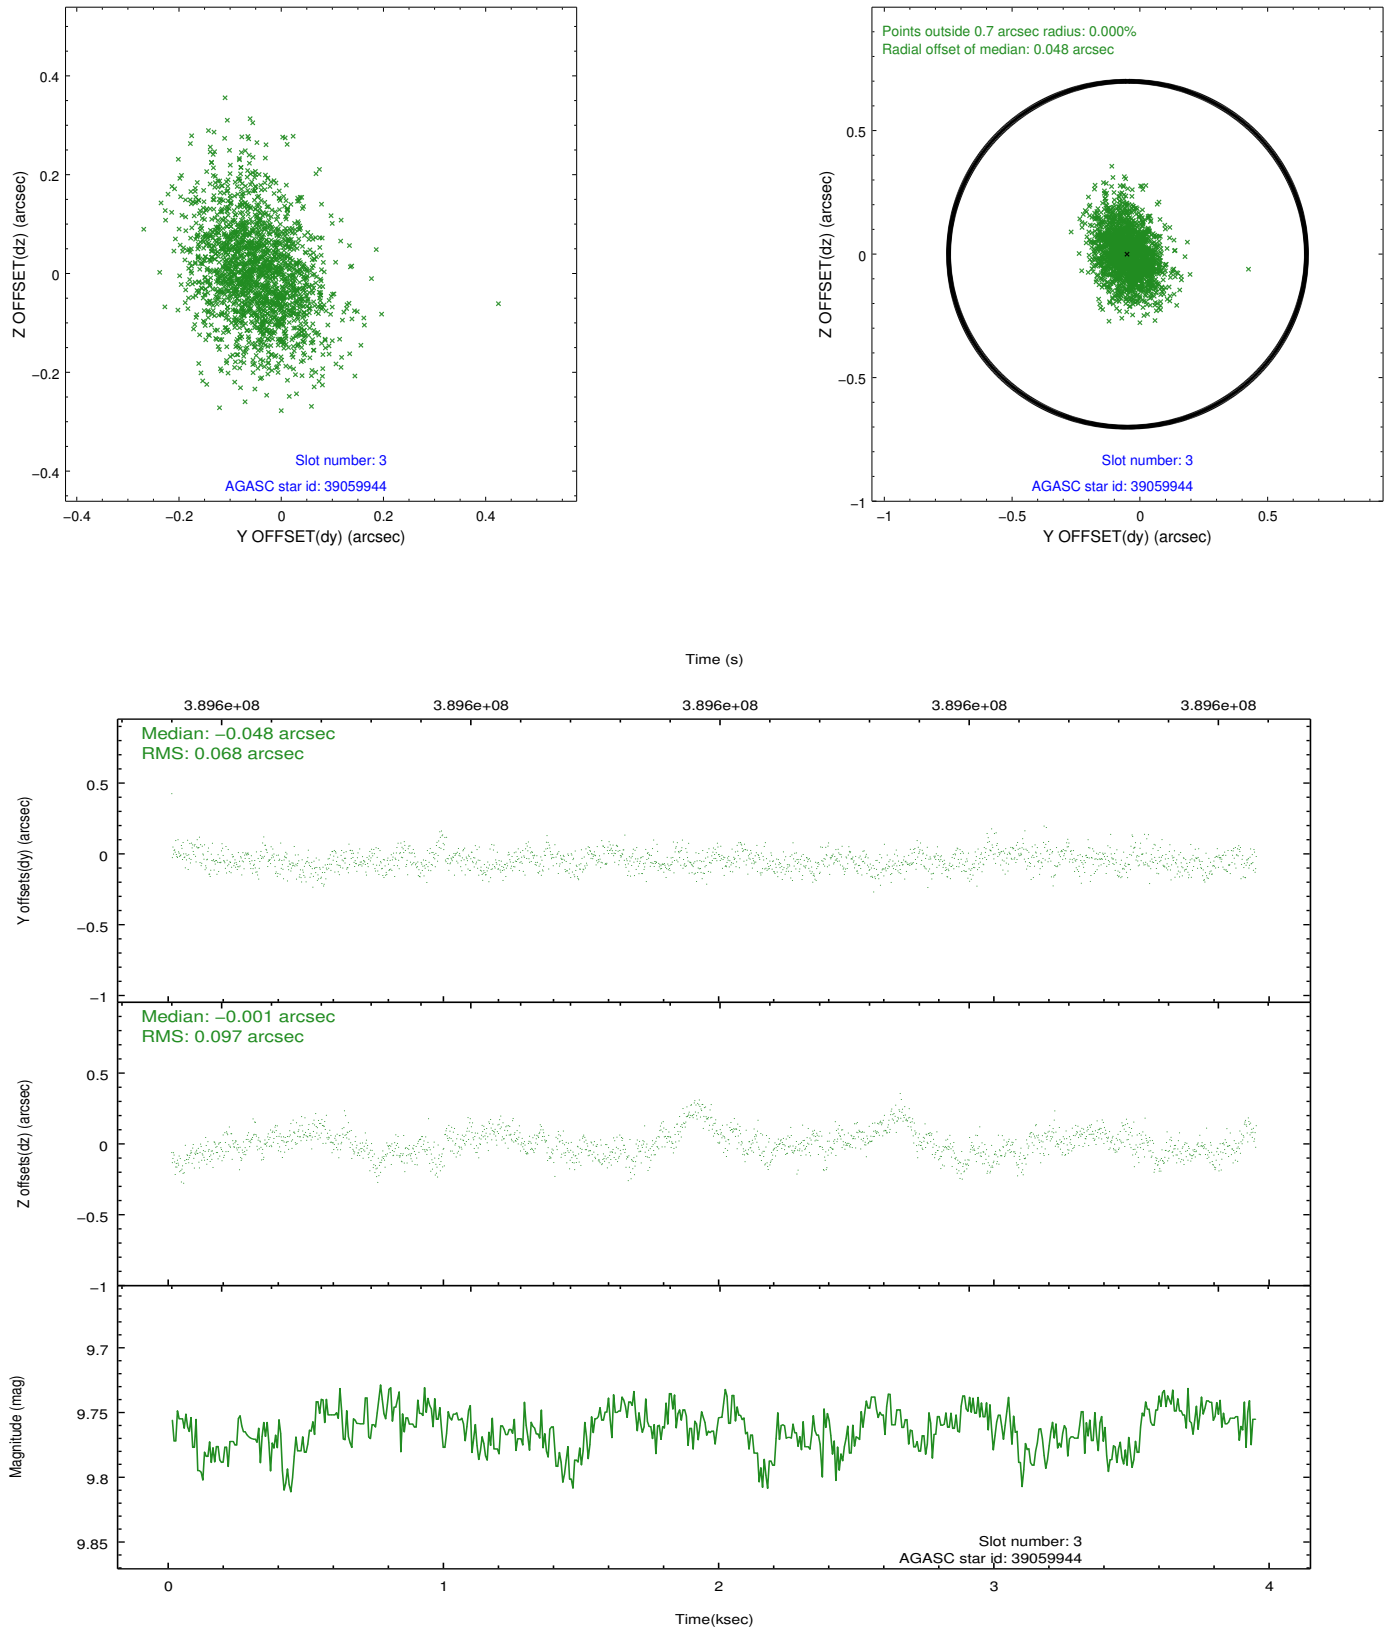 0.4
0.2
0
−0.2
−0.4
Z OFFSET(dz) (arcsec)
Slot number: 3
AGASC star id: 39059944
−0.4 −0.2 0 0.2 0.4
Y OFFSET(dy) (arcsec)
Points outside 0.7 arcsec radius: 0.000%
Radial offset of median: 0.048 arcsec
0.5
0
−0.5
−1
Z OFFSET(dz) (arcsec)
Slot number: 3
AGASC star id: 39059944
−1 −0.5 0 0.5
Y OFFSET(dy) (arcsec)
Time (s)
3.896e+08 3.896e+08 3.896e+08 3.896e+08 3.896e+08
Median: −0.048 arcsec
RMS: 0.068 arcsec
0.5
0
−0.5
−1
Y offsets(dy) (arcsec)
Median: −0.001 arcsec
RMS: 0.097 arcsec
0.5
0
−0.5
−1
Z offsets(dz) (arcsec)
9.7
9.75
9.8
9.85
Magnitude (mag)
Slot number: 3
AGASC star id: 39059944
0 1 2 3 4
Time(ksec)